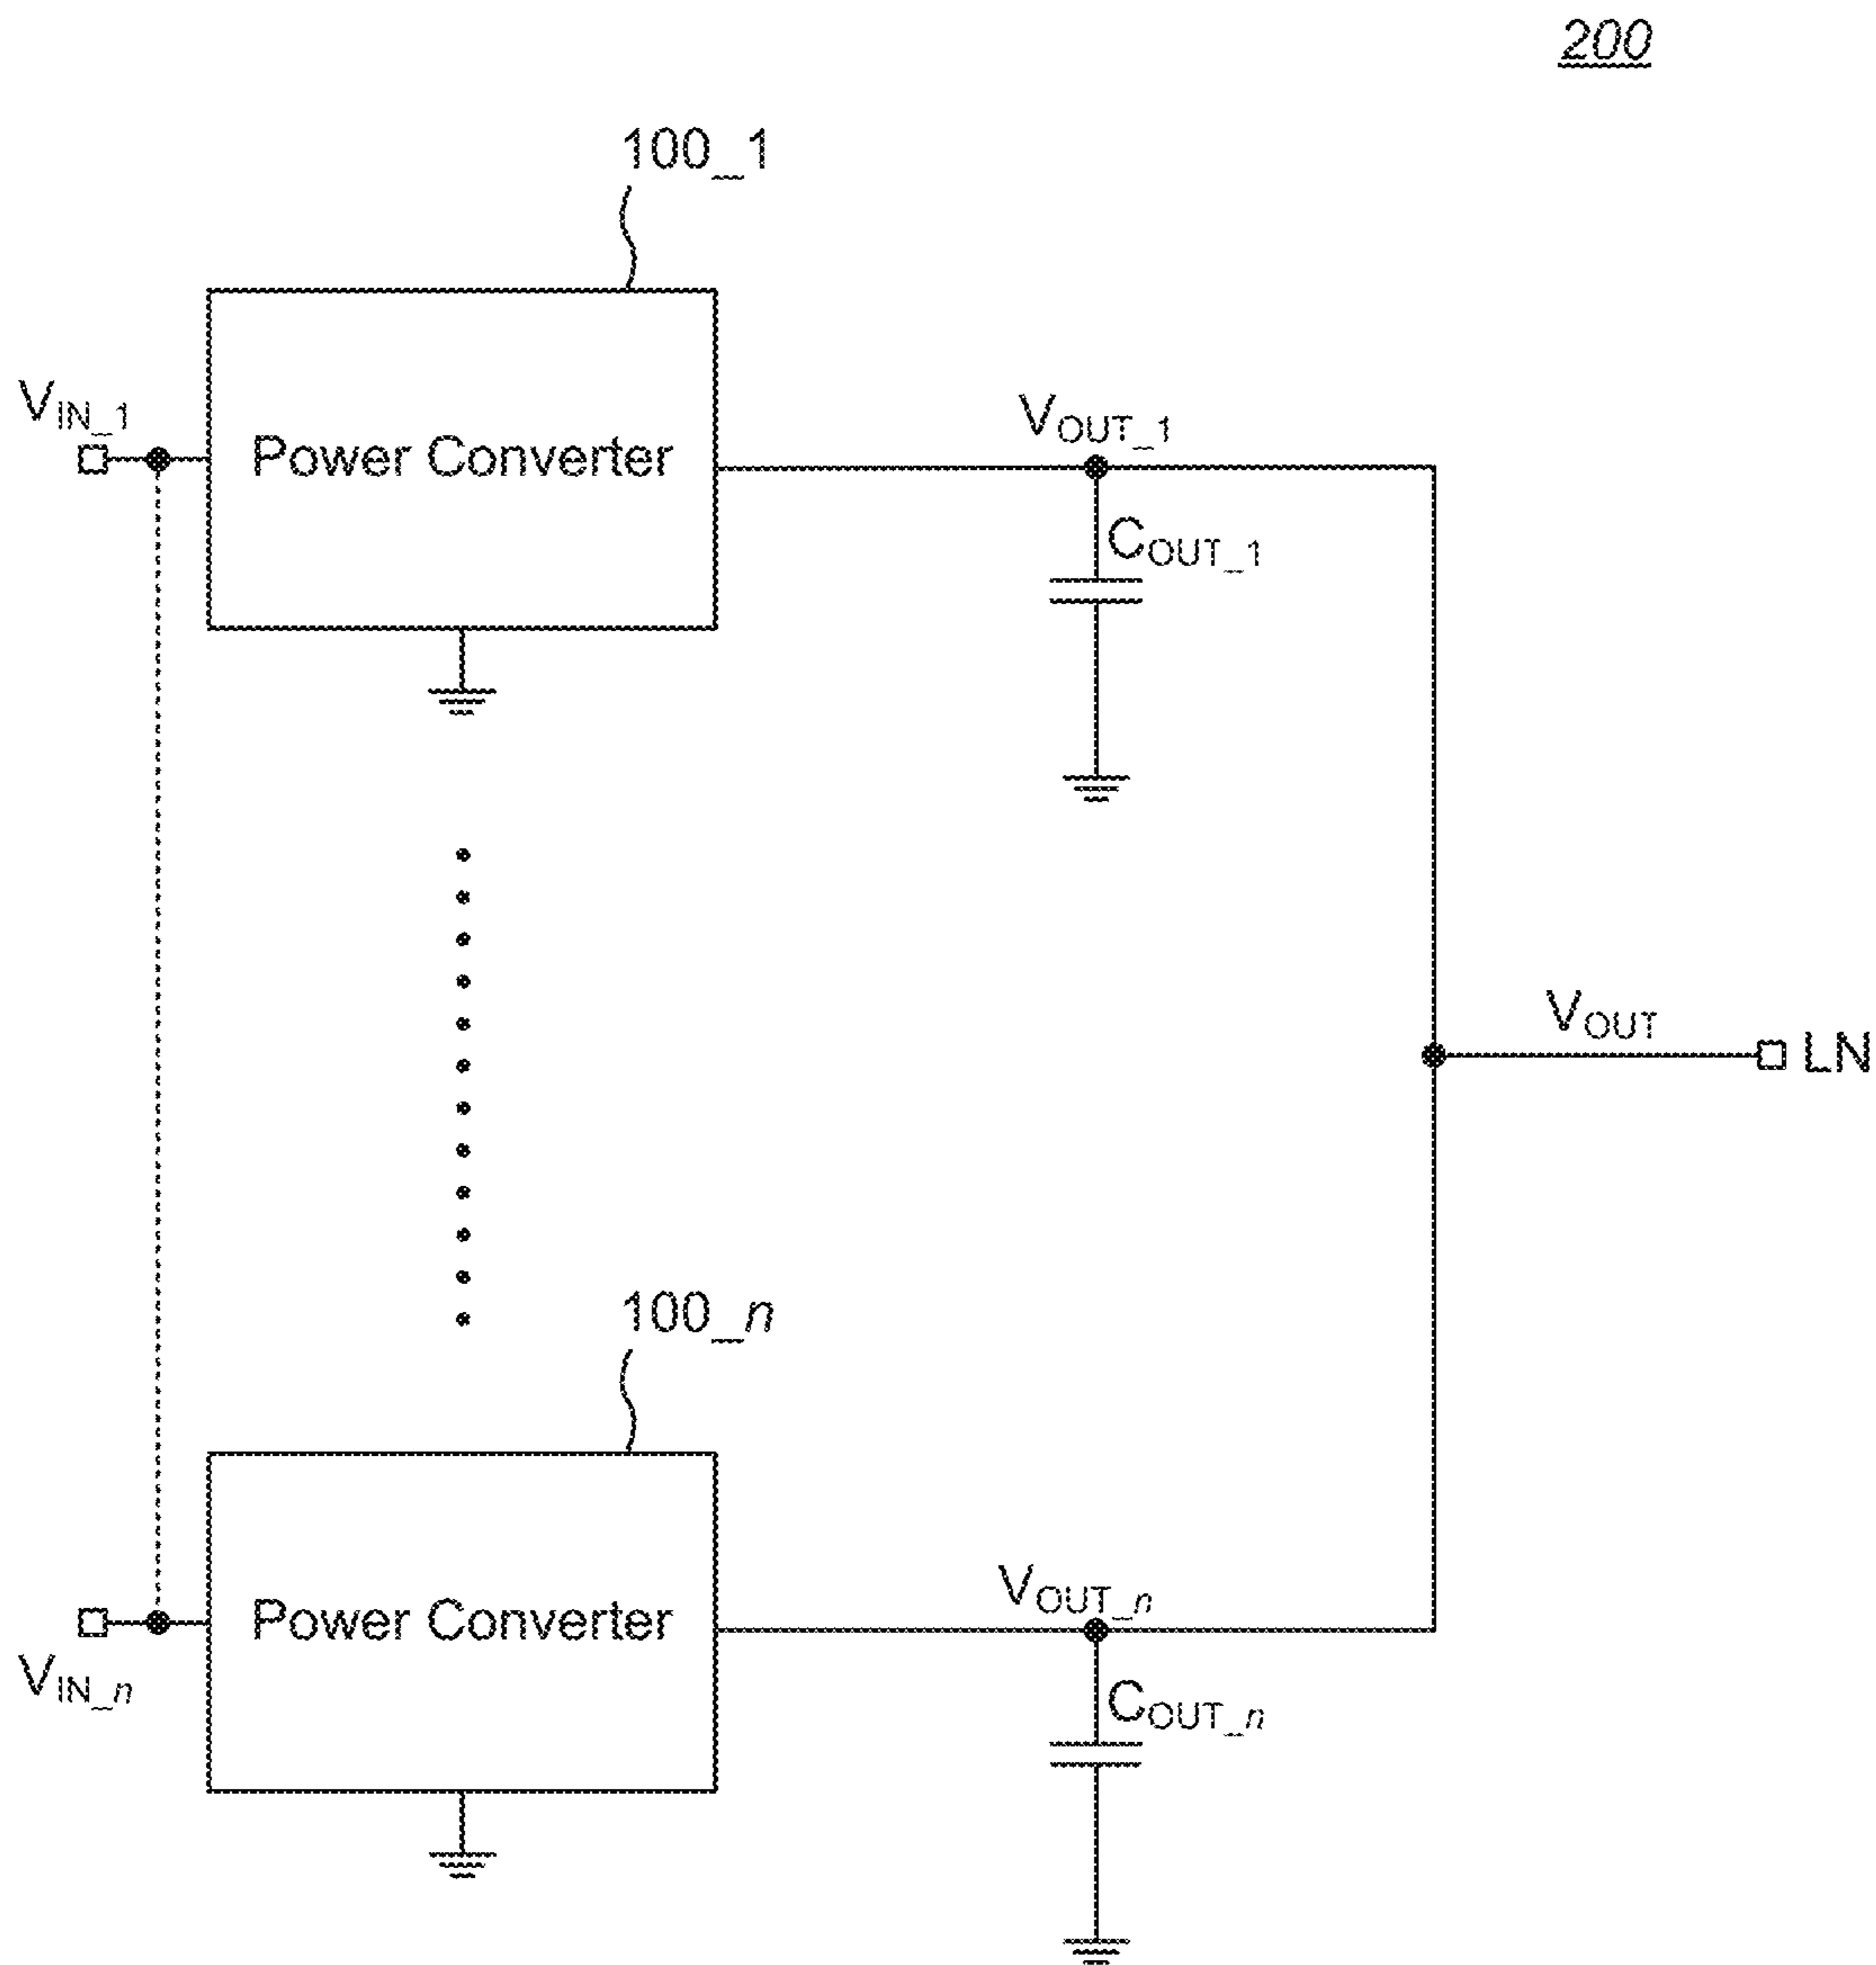 200
100_1
VIN_1
Power Converter
VOUT_1
COUT_1
VOUT
LN
100_n
VIN_n
Power Converter
VOUT_n
COUT_n